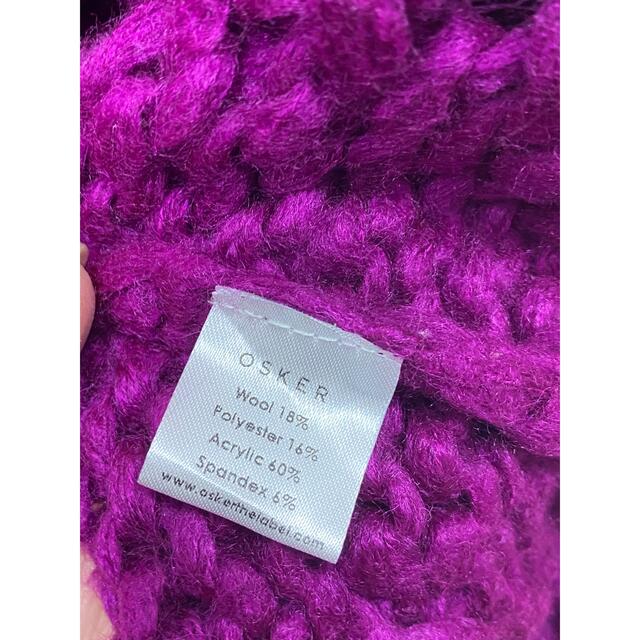 OSKER
Wool 18%
Polyester 16%
Acrylic 60%
Spandex 6%
www.oskerthelabel.com